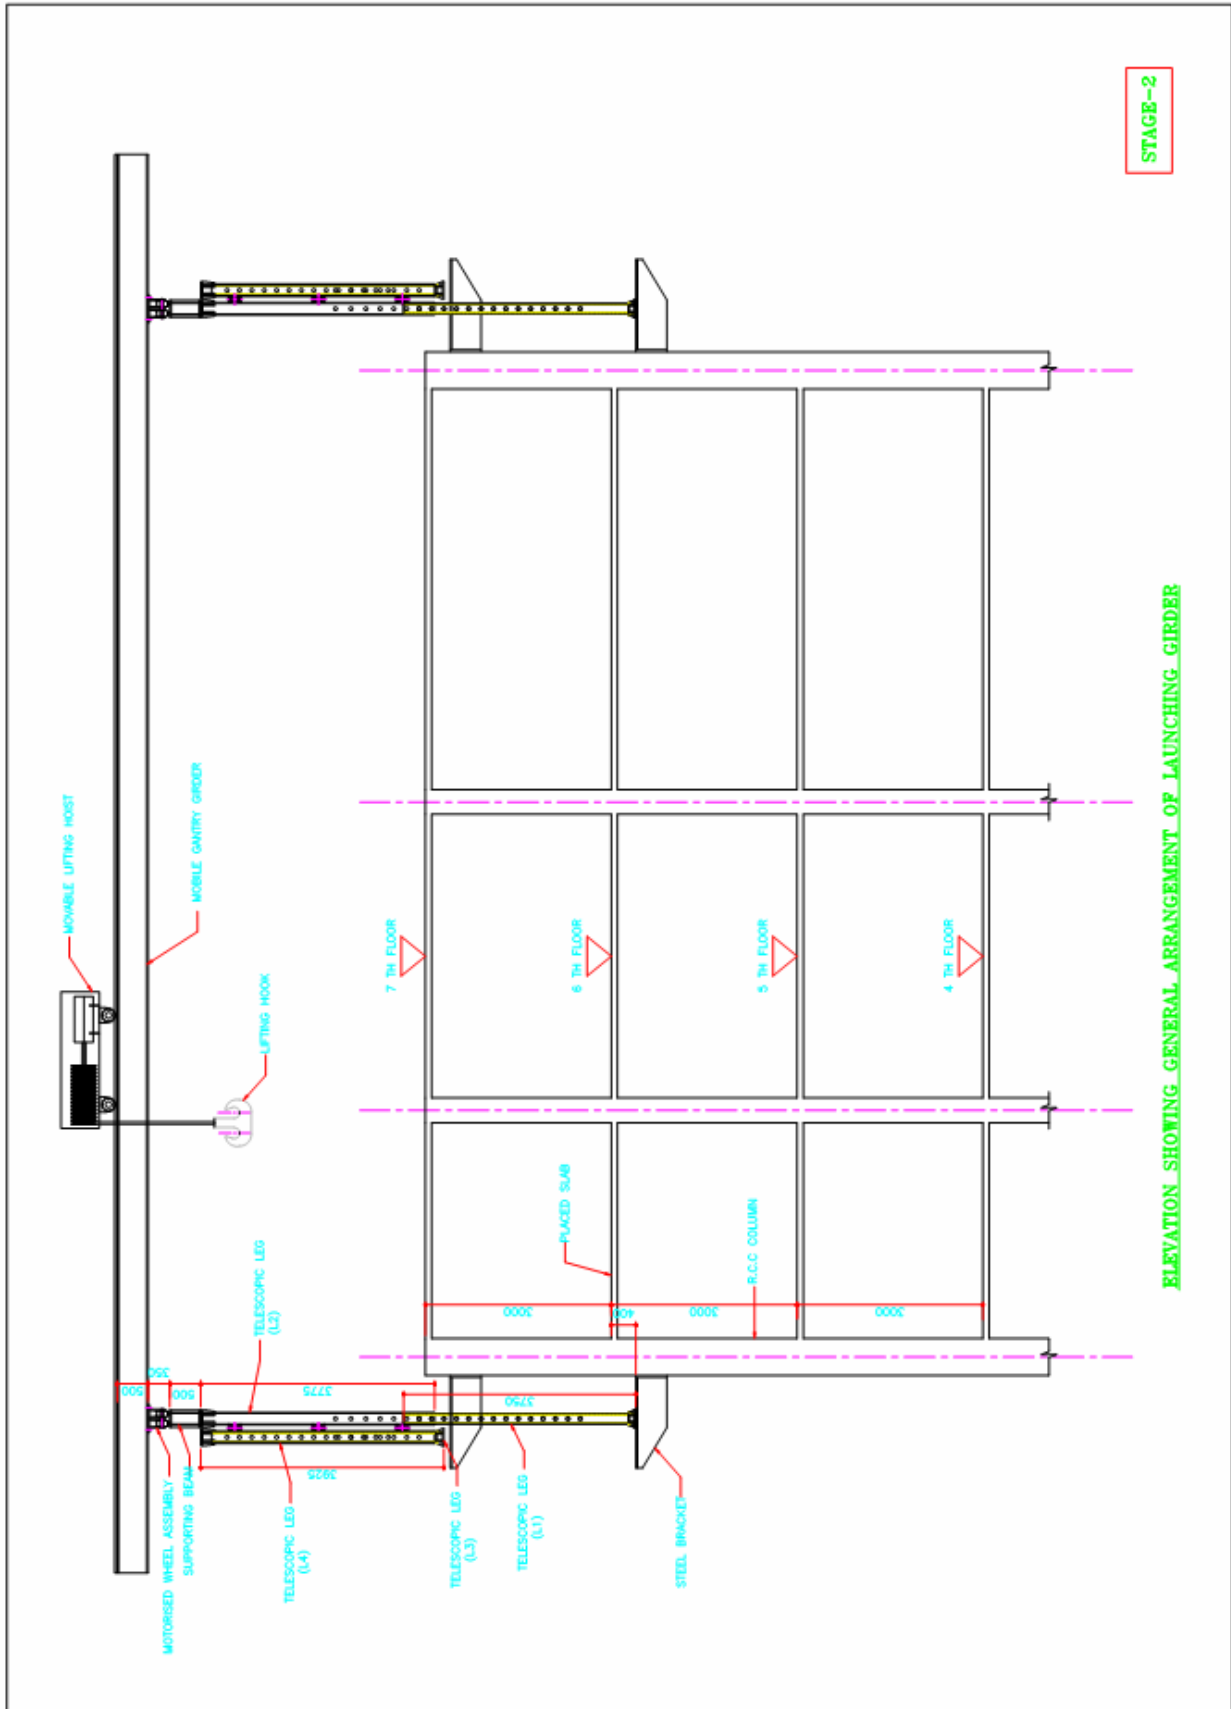 STAGE-2
MOVABLE LIFTING HOIST
MOBILE GANTRY GIRDER
LIFTING HOOK
MOTORISED WHEEL ASSEMBLY
SUPPORTING BEAM
TELESCOPIC LEG
(L4)
TELESCOPIC LEG
(L2)
TELESCOPIC LEG
(L3)
TELESCOPIC LEG
(L1)
STEEL BRACKET
PLACED SLAB
R.C.C COLUMN
7 TH FLOOR
6 TH FLOOR
5 TH FLOOR
4 TH FLOOR
500
350
500
3775
3925
3750
3000
400
3000
3000
ELEVATION SHOWING GENERAL ARRANGEMENT OF LAUNCHING GIRDER